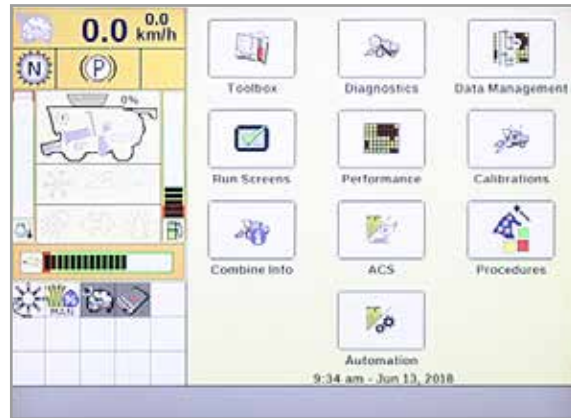 0.0
0.0
km/h
N
(P)
0%
MAN
Toolbox
Diagnostics
Data Management
Run Screens
Performance
Calibrations
Combine Info
ACS
Procedures
Automation
9:34 am - Jun 13, 2018